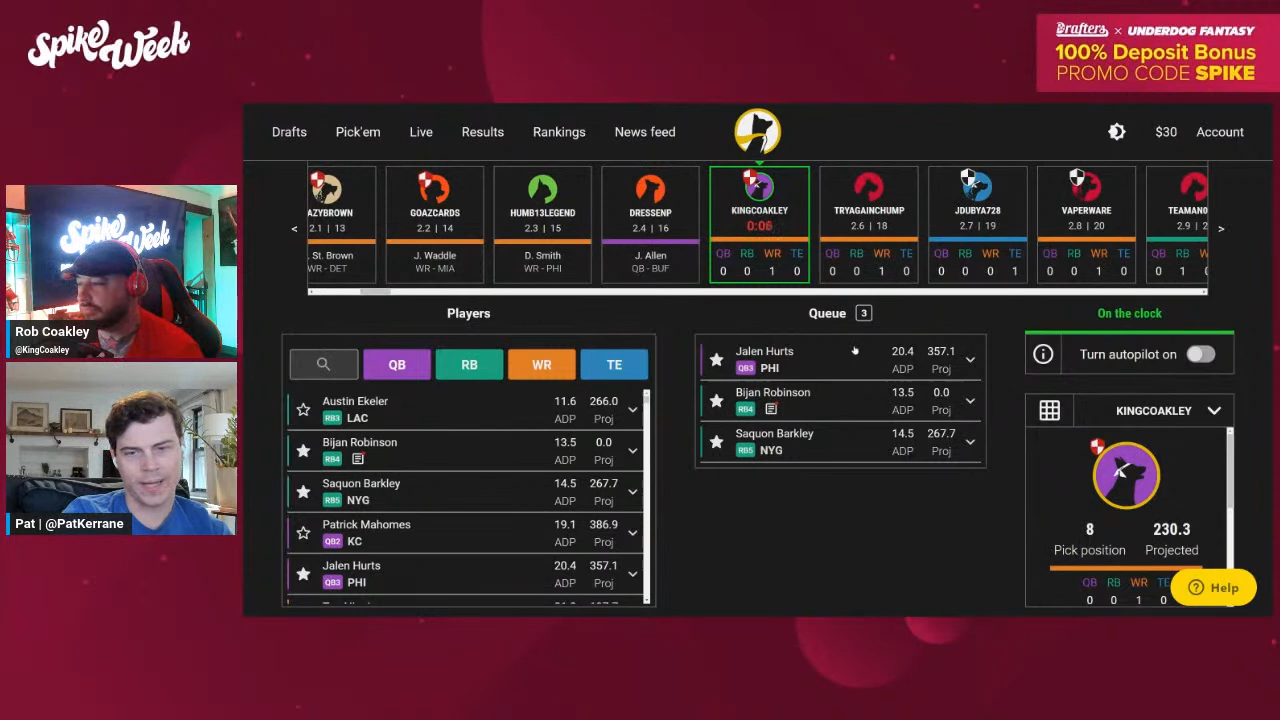 Spike Week
Drafters x UNDERDOG FANTASY
100% Deposit Bonus
PROMO CODE SPIKE
Drafts
Pick'em
Live
Results
Rankings
News feed
$30
Account
<
AZYBROWN
2.1 | 13
. St. Brown
WR - DET
GOAZCARDS
2.2 | 14
J. Waddle
WR - MIA
HUMB13LEGEND
2.3 | 15
D. Smith
WR - PHI
DRESSENP
2.4 | 16
J. Allen
QB - BUF
KINGCOAKLEY
0:06
QB RB WR TE
0 0 1 0
TRYAGAINCHUMP
2.6 | 18
QB RB WR TE
0 0 1 0
JDUBYA728
2.7 | 19
QB RB WR TE
0 0 0 1
VAPERWARE
2.8 | 20
QB RB WR TE
0 0 1 0
TEAMAN0
2.9 | 2
QB RB W
0 1 0
>
SPIKE WEEK
Rob Coakley
@KingCoakley
Pat | @PatKerrane
Players
QB
RB
WR
TE
Austin Ekeler 11.6 266.0
RB3 LAC ADP Proj
Bijan Robinson 13.5 0.0
RB4 ADP Proj
Saquon Barkley 14.5 267.7
RB5 NYG ADP Proj
Patrick Mahomes 19.1 386.9
QB2 KC ADP Proj
Jalen Hurts 20.4 357.1
QB3 PHI ADP Proj
Queue 3
Jalen Hurts 20.4 357.1
QB3 PHI ADP Proj
Bijan Robinson 13.5 0.0
RB4 ADP Proj
Saquon Barkley 14.5 267.7
RB5 NYG ADP Proj
On the clock
Turn autopilot on
KINGCOAKLEY
8 230.3
Pick position Projected
QB RB WR TE
0 0 1 0
Help